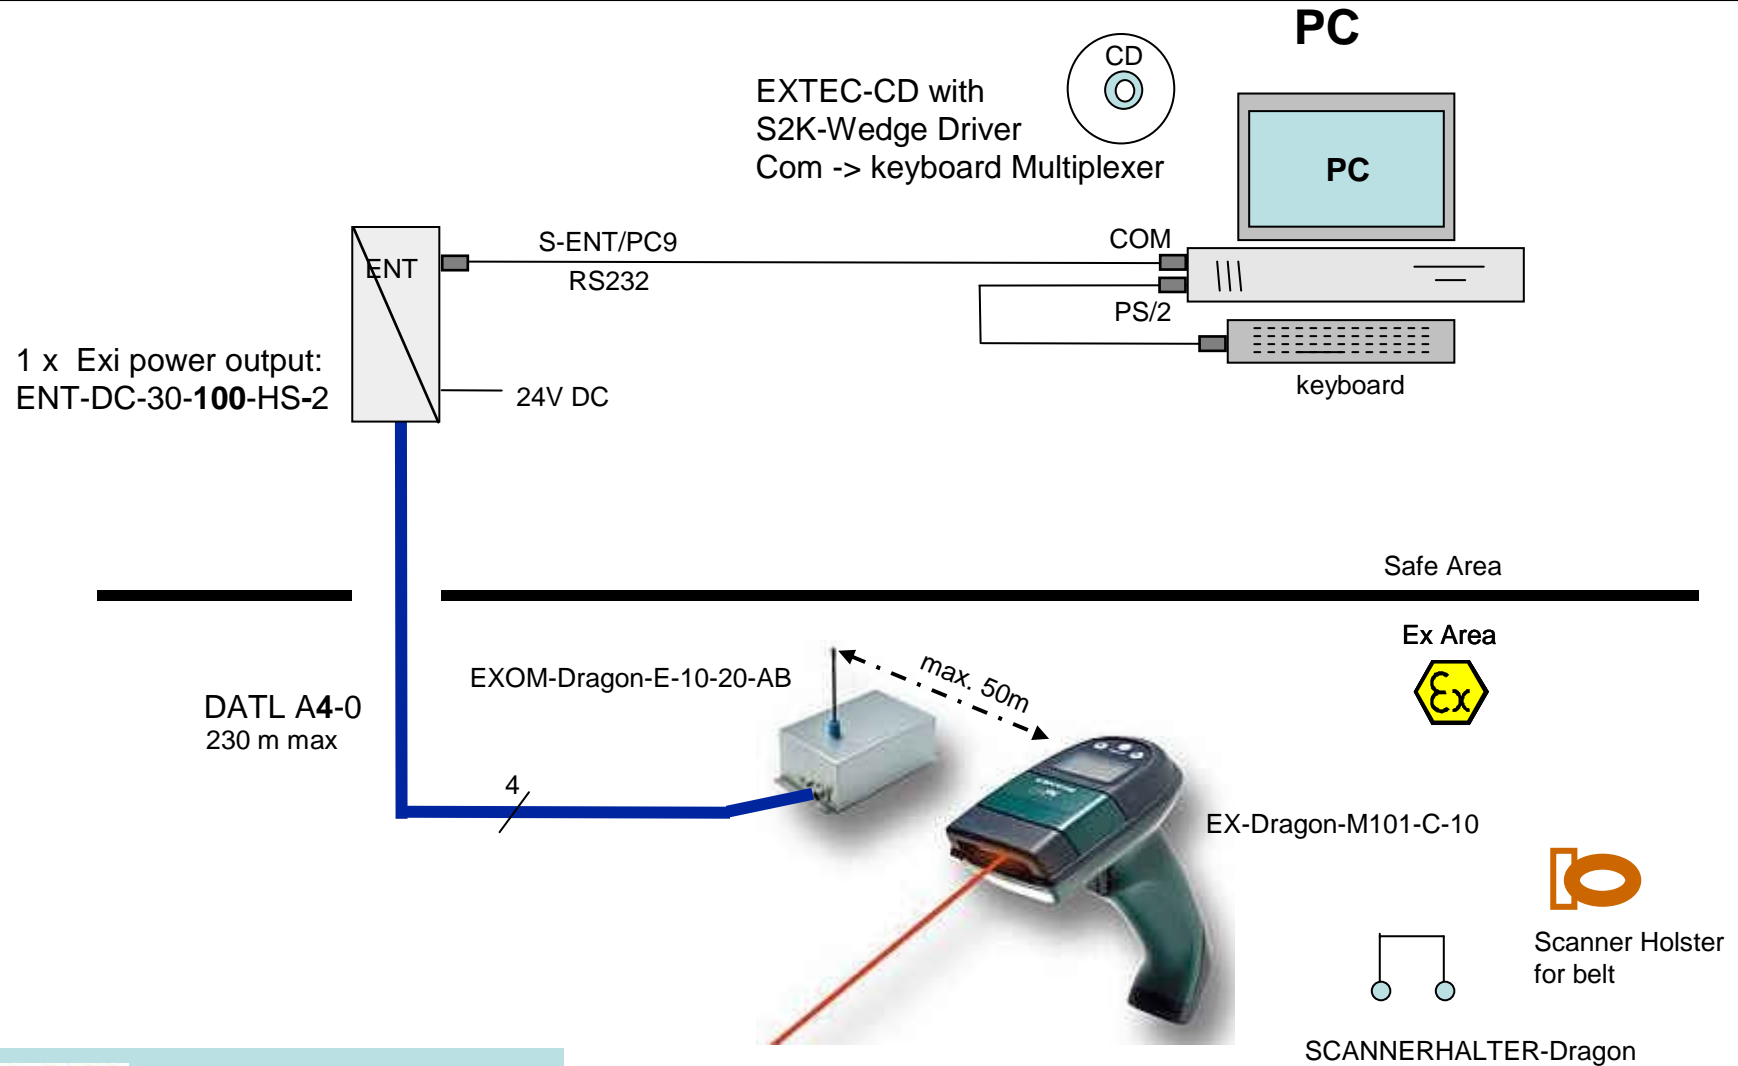 PC
CD
EXTEC-CD with
S2K-Wedge Driver
Com -> keyboard Multiplexer
PC
S-ENT/PC9
COM
ENT
RS232
PS/2
1 x  Exi power output:
ENT-DC-30-100-HS-2
24V DC
keyboard
Safe Area
Ex Area
Ex
EXOM-Dragon-E-10-20-AB
max. 50m
DATL A4-0
230 m max
4
EX-Dragon-M101-C-10
Scanner Holster
for belt
SCANNERHALTER-Dragon